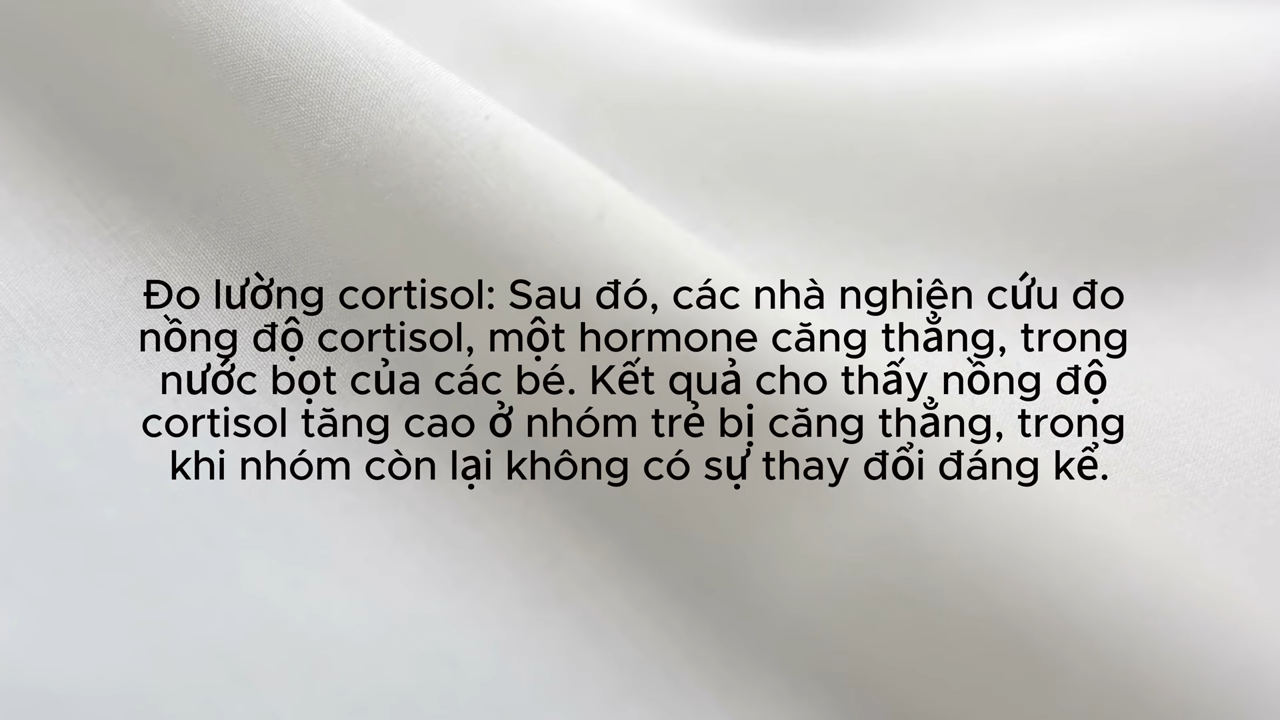 Đo lường cortisol: Sau đó, các nhà nghiên cứu đo
nồng độ cortisol, một hormone căng thẳng, trong
nước bọt của các bé. Kết quả cho thấy nồng độ
cortisol tăng cao ở nhóm trẻ bị căng thẳng, trong
khi nhóm còn lại không có sự thay đổi đáng kể.